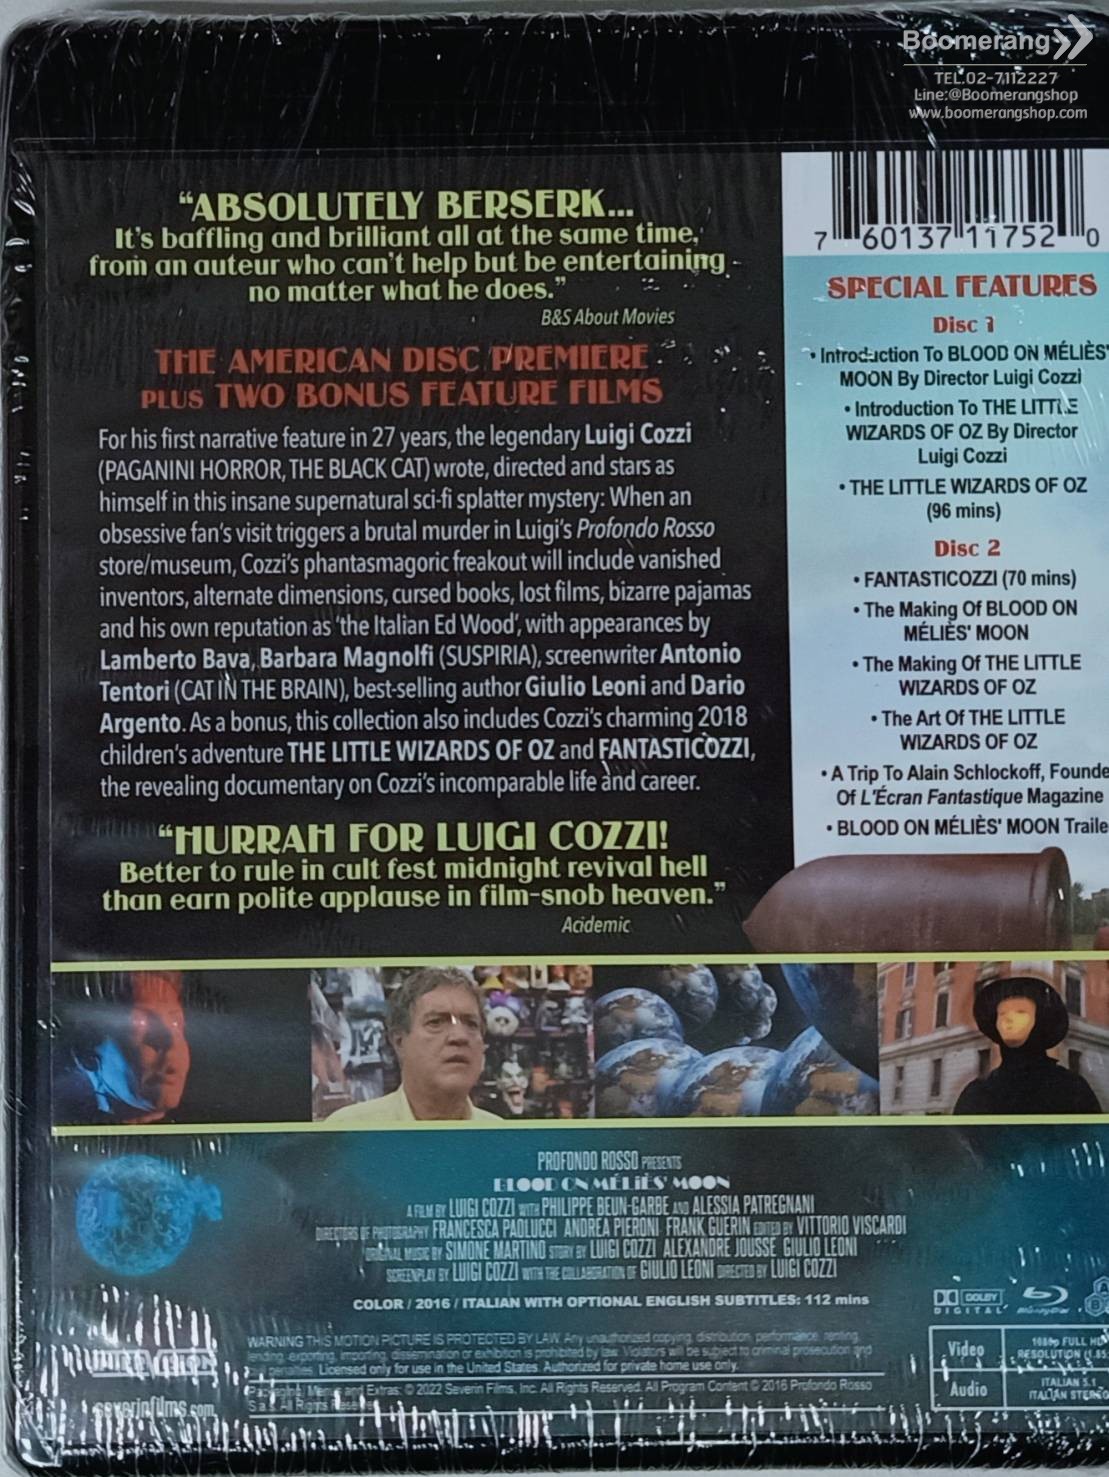 Boomerang
TEL.02-7112227
Line:@Boomerangshop
www.boomerangshop.com
"ABSOLUTELY BERSERK...
It's baffling and brilliant all at the same time,
from an auteur who can't help but be entertaining
no matter what he does."
B&S About Movies
THE AMERICAN DISC PREMIERE
PLUS TWO BONUS FEATURE FILMS
For his first narrative feature in 27 years, the legendary Luigi Cozzi
(PAGANINI HORROR, THE BLACK CAT) wrote, directed and stars as
himself in this insane supernatural sci-fi splatter mystery: When an
obsessive fan's visit triggers a brutal murder in Luigi's Profondo Rosso
store/museum, Cozzi's phantasmagoric freakout will include vanished
inventors, alternate dimensions, cursed books, lost films, bizarre pajamas
and his own reputation as 'the Italian Ed Wood', with appearances by
Lamberto Bava, Barbara Magnolfi (SUSPIRIA), screenwriter Antonio
Tentori (CAT IN THE BRAIN), best-selling author Giulio Leoni and Dario
Argento. As a bonus, this collection also includes Cozzi's charming 2018
children's adventure THE LITTLE WIZARDS OF OZ and FANTASTICOZZI,
the revealing documentary on Cozzi's incomparable life and career.
"HURRAH FOR LUIGI COZZI!
Better to rule in cult fest midnight revival hell
than earn polite applause in film-snob heaven."
Acidemic
7 60137 11752 0
SPECIAL FEATURES
Disc 1
• Introduction To BLOOD ON MÉLIÈS'
MOON By Director Luigi Cozzi
• Introduction To THE LITTLE
WIZARDS OF OZ By Director
Luigi Cozzi
• THE LITTLE WIZARDS OF OZ
(96 mins)
Disc 2
• FANTASTICOZZI (70 mins)
• The Making Of BLOOD ON
MÉLIÈS' MOON
• The Making Of THE LITTLE
WIZARDS OF OZ
• The Art Of THE LITTLE
WIZARDS OF OZ
• A Trip To Alain Schlockoff, Founde
Of L'Écran Fantastique Magazine
• BLOOD ON MÉLIÈS' MOON Traile
PROFONDO ROSSO PRESENTS
BLOOD ON MÉLIÈS' MOON
A FILM BY LUIGI COZZI WITH PHILIPPE BEUN-GARBE AND ALESSIA PATREGNANI
DIRECTORS OF PHOTOGRAPHY FRANCESCA PAOLUCCI ANDREA PIERONI FRANK GUERIN EDITED BY VITTORIO VISCARDI
ORIGINAL MUSIC BY SIMONE MARTINO STORY BY LUIGI COZZI ALEXANDRE JOUSSE GIULIO LEONI
SCREENPLAY BY LUIGI COZZI WITH THE COLLABORATION OF GIULIO LEONI DIRECTED BY LUIGI COZZI
COLOR / 2016 / ITALIAN WITH OPTIONAL ENGLISH SUBTITLES: 112 mins
WARNING THIS MOTION PICTURE IS PROTECTED BY LAW. Any unauthorized copying, distribution, performance, renting,
lending, exporting, importing, dissemination or exhibition is prohibited by law. Violators will be subject to criminal prosecution and
penalties. Licensed only for use in the United States. Authorized for private home use only.
Packaging, Menus and Extras: © 2022 Severin Films, Inc. All Rights Reserved. All Program Content © 2016 Profondo Rosso
S.a.s. All Rights Reserved
severinfilms.com
DOLBY
DIGITAL
Blu-ray Disc
Video
1080p FULL HD
RESOLUTION (1.85:
Audio
ITALIAN 5.1
ITALIAN STEREO